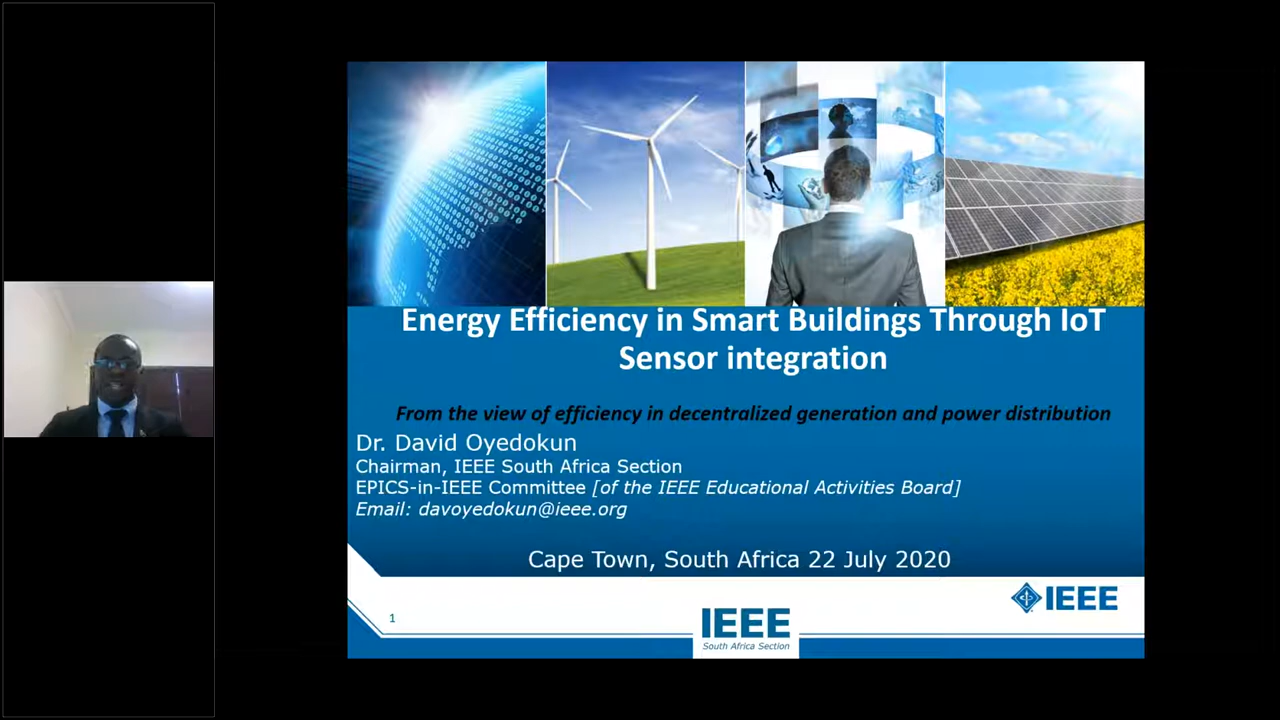 Energy Efficiency in Smart Buildings Through IoT
Sensor integration
From the view of efficiency in decentralized generation and power distribution
Dr. David Oyedokun
Chairman, IEEE South Africa Section
EPICS-in-IEEE Committee [of the IEEE Educational Activities Board]
Email: davoyedokun@ieee.org
Cape Town, South Africa 22 July 2020
IEEE
1
IEEE
South Africa Section